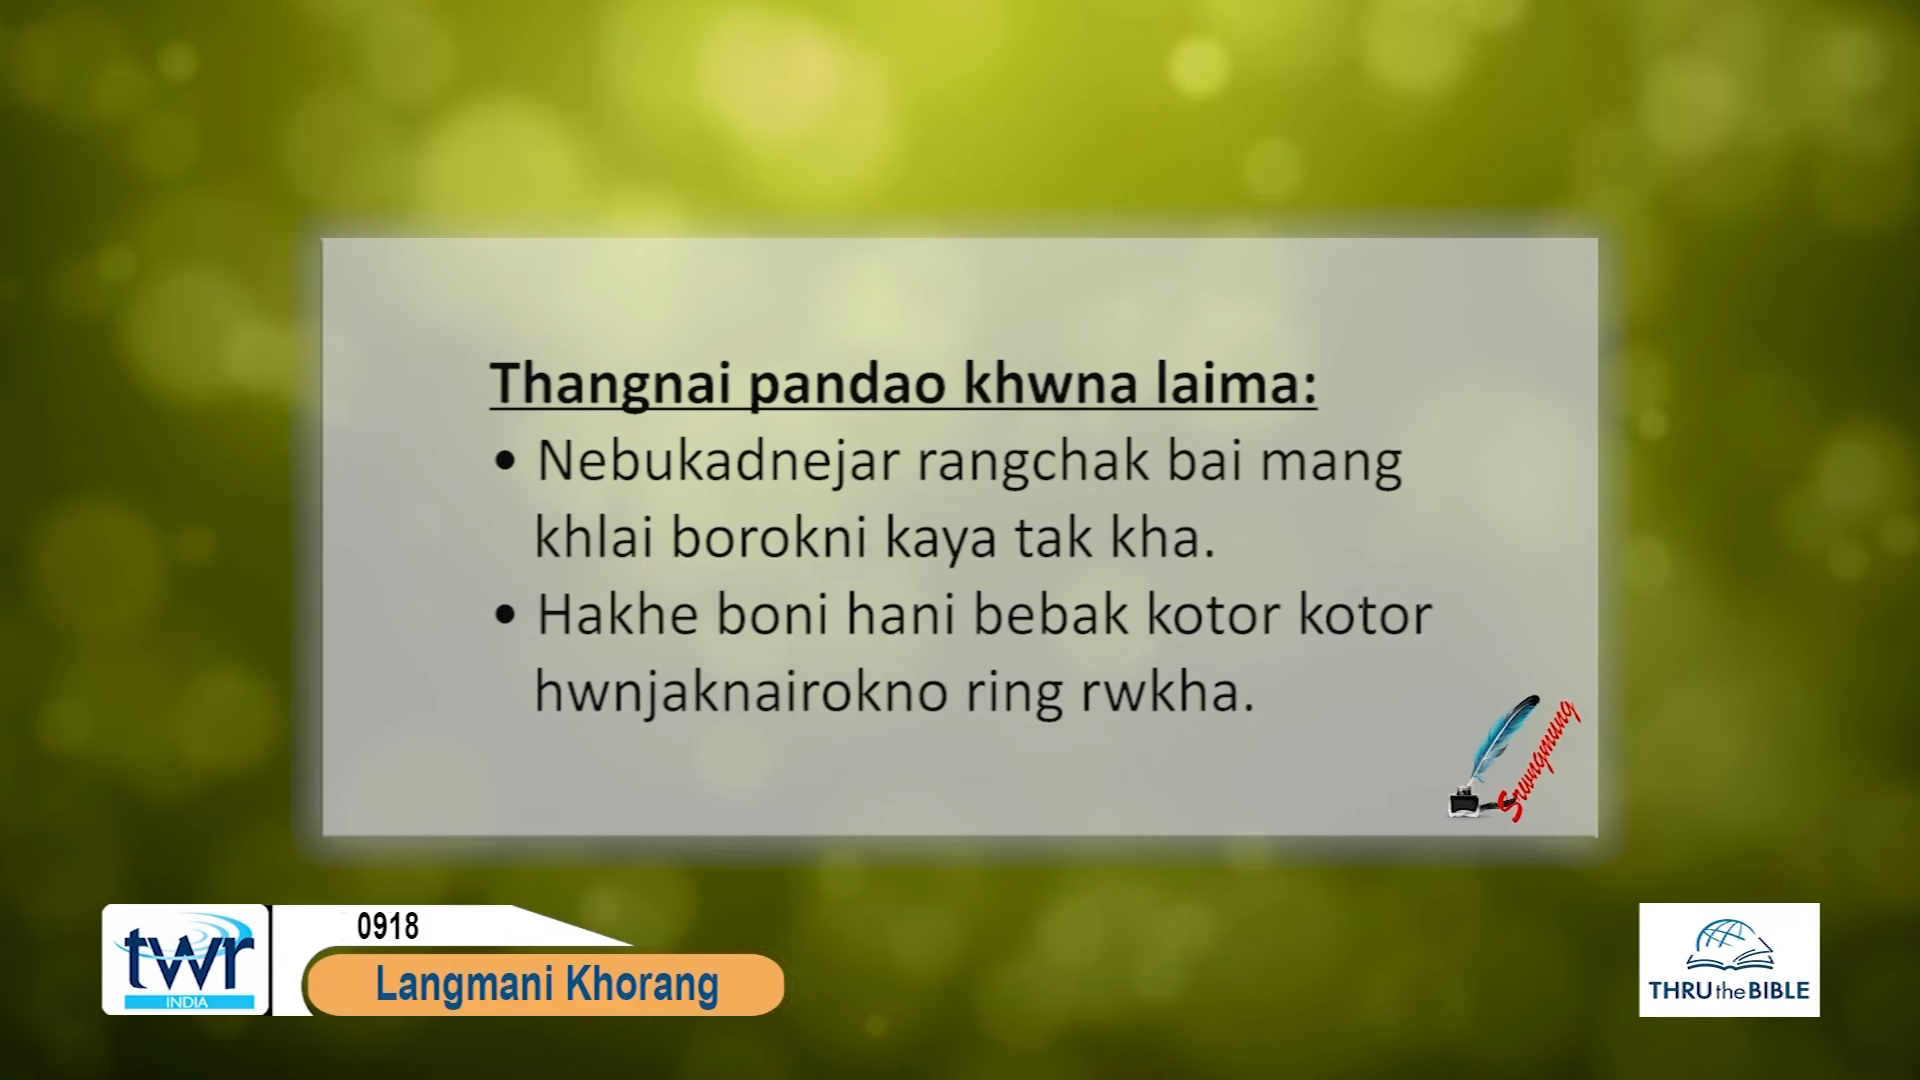 Thangnai pandao khwna laima:
• Nebukadnejar rangchak bai mang
khlai borokni kaya tak kha.
• Hakhe boni hani bebak kotor kotor
hwnjaknairokno ring rwkha.
Srwngmung
0918
twr
INDIA
Langmani Khorang
THRU the BIBLE